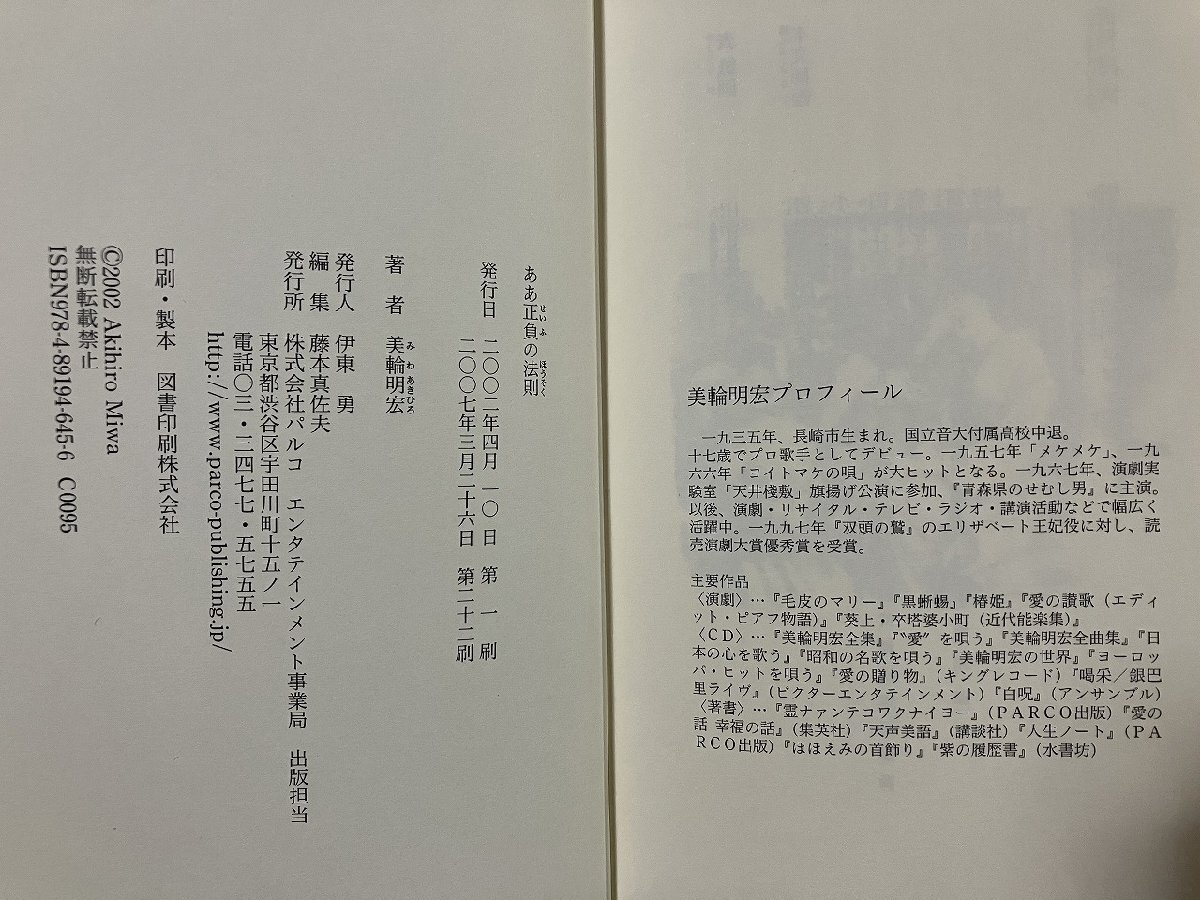 美輪明宏プロフィール
一九三五年、長崎市生まれ。国立音大付属高校中退。
十七歳でプロ歌手としてデビュー。一九五七年「メケメケ」、一九
六六年「ヨイトマケの唄」が大ヒットとなる。一九六七年、演劇実
験室「天井棧敷」旗揚げ公演に参加、『青森県のせむし男』に主演。
以後、演劇・リサイタル・テレビ・ラジオ・講演活動などで幅広く
活躍中。一九九七年『双頭の鷲』のエリザベート王妃役に対し、読
売演劇大賞優秀賞を受賞。
主要作品
〈演劇〉…『毛皮のマリー』『黒蜥蜴』『椿姫』『愛の讃歌（エディ
ット・ピアフ物語）』『葵上・卒塔婆小町（近代能楽集）』
〈ＣＤ〉…『美輪明宏全集』『〝愛〟を唄う』『美輪明宏全曲集』『日
本の心を歌う』『昭和の名歌を唄う』『美輪明宏の世界』『ヨーロッ
パ・ヒットを唄う』『愛の贈り物』（キングレコード）『喝采／銀巴
里ライヴ』（ビクターエンタテインメント）『白呪』（アンサンブル）
〈著書〉…『霊ナァンテコワクナイヨー』（ＰＡＲＣＯ出版）『愛の
話 幸福の話』（集英社）『天声美語』（講談社）『人生ノート』（ＰＡ
ＲＣＯ出版）『ほほえみの首飾り』『紫の履歴書』（水書坊）
ああ正負の法則
せいふ ほうそく
発行日 二〇〇二年四月一〇日 第一刷
二〇〇七年三月二十六日 第二十二刷
著者 美輪明宏
みわあきひろ
発行人 伊東 勇
編集 藤本真佐夫
発行所 株式会社パルコ エンタテインメント事業局 出版担当
東京都渋谷区宇田川町十五ノ一
電話〇三・三四七七・五七五五
http://www.parco-publishing.jp/
印刷・製本 図書印刷株式会社
©2002 Akihiro Miwa
無断転載禁止
ISBN978-4-89194-645-6 C0095